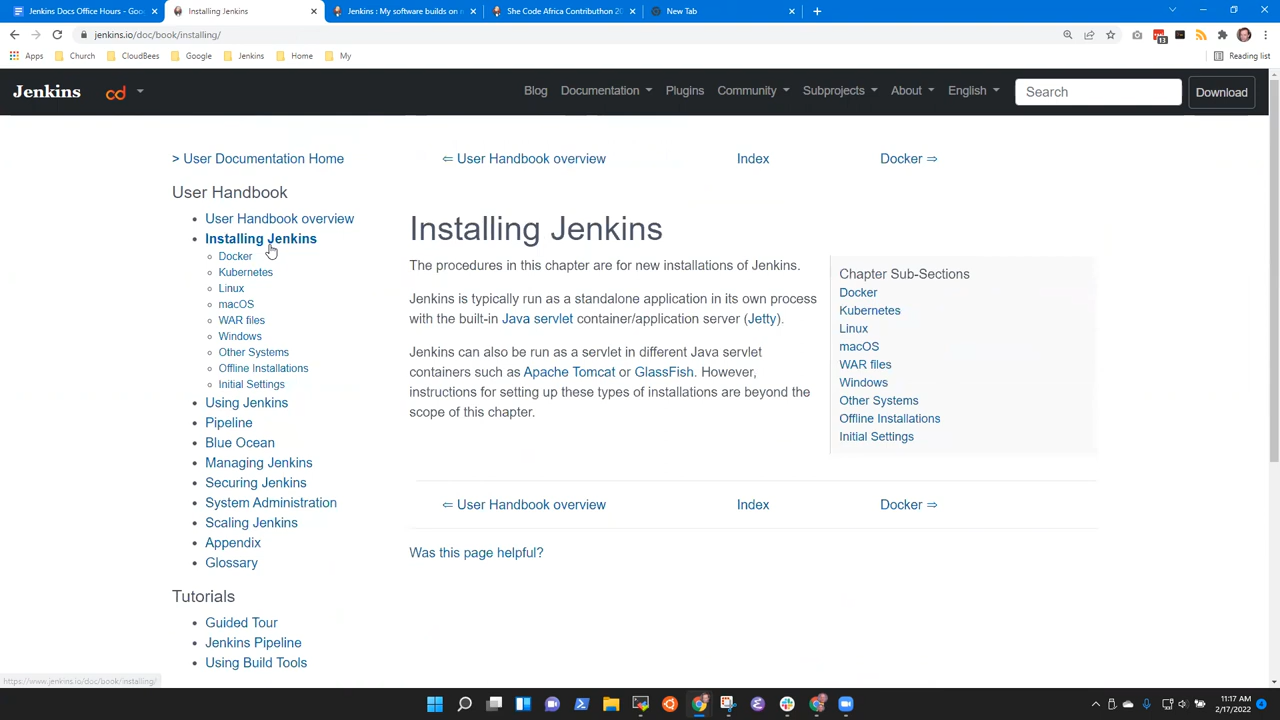 Jenkins Docs Office Hours - Goo
Installing Jenkins
Jenkins : My software builds on n
She Code Africa Contributhon 20
New Tab
jenkins.io/doc/book/installing/
13
Apps
Church
CloudBees
Google
Jenkins
Home
My
Reading list
Jenkins
cd
Blog
Documentation
Plugins
Community
Subprojects
About
English
Search
Download
> User Documentation Home
⇐ User Handbook overview
Index
Docker ⇒
User Handbook
User Handbook overview
Installing Jenkins
Docker
Kubernetes
Linux
macOS
WAR files
Windows
Other Systems
Offline Installations
Initial Settings
Using Jenkins
Pipeline
Blue Ocean
Managing Jenkins
Securing Jenkins
System Administration
Scaling Jenkins
Appendix
Glossary
Tutorials
Guided Tour
Jenkins Pipeline
Using Build Tools
Installing Jenkins
The procedures in this chapter are for new installations of Jenkins.
Jenkins is typically run as a standalone application in its own process
with the built-in Java servlet container/application server (Jetty).
Jenkins can also be run as a servlet in different Java servlet
containers such as Apache Tomcat or GlassFish. However,
instructions for setting up these types of installations are beyond the
scope of this chapter.
Chapter Sub-Sections
Docker
Kubernetes
Linux
macOS
WAR files
Windows
Other Systems
Offline Installations
Initial Settings
⇐ User Handbook overview
Index
Docker ⇒
Was this page helpful?
https://www.jenkins.io/doc/book/installing/
11:17 AM
2/17/2022